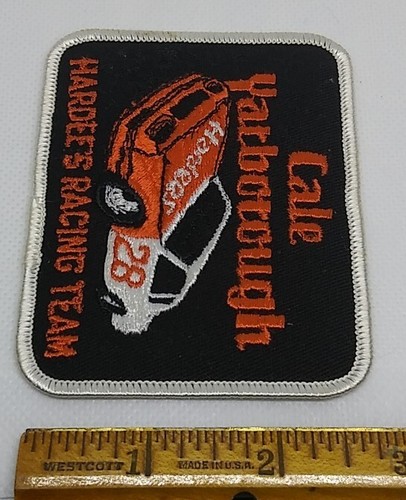 Cale
Yarborough
Hardee's
28
HARDEE'S RACING TEAM
WESTCOTT 1 MADE IN U.S.A. 2 3